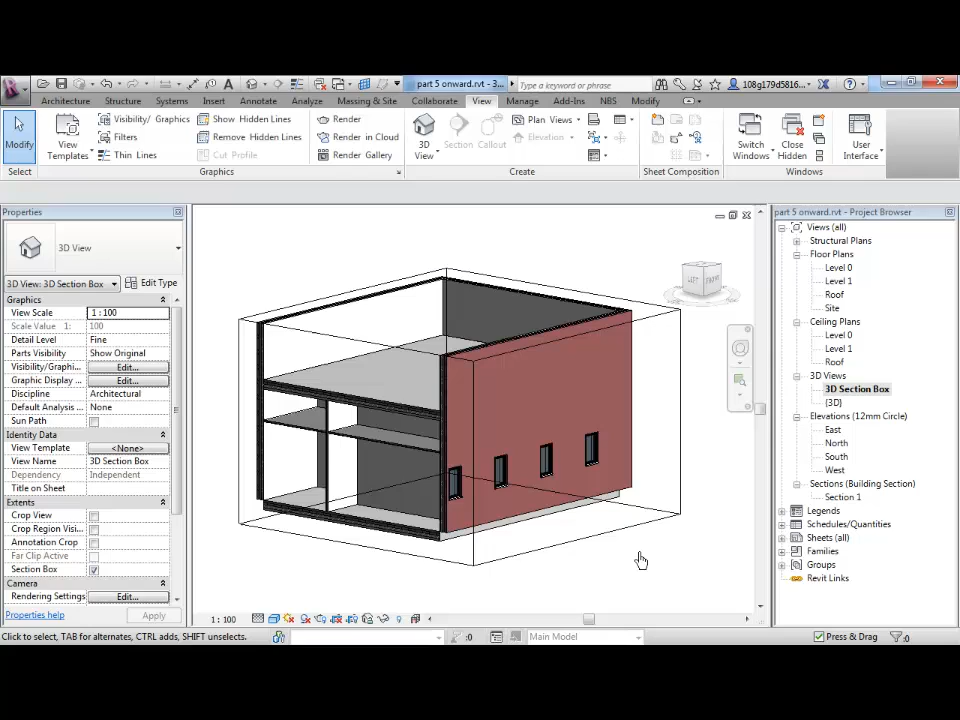 part 5 onward.rvt - 3...
Type a keyword or phrase
108g179d5816...
Architecture Structure Systems Insert Annotate Analyze Massing & Site Collaborate View Manage Add-Ins NBS Modify
Modify
View
Templates
Visibility/ Graphics
Filters
Thin Lines
Show Hidden Lines
Remove Hidden Lines
Cut Profile
Render
Render in Cloud
Render Gallery
3D
View
Section
Callout
Plan Views
Elevation
Switch
Windows
Close
Hidden
User
Interface
Select
Graphics
Create
Sheet Composition
Windows
Properties
3D View
3D View: 3D Section Box
Edit Type
Graphics
View Scale 1 : 100
Scale Value 1: 100
Detail Level Fine
Parts Visibility Show Original
Visibility/Graphi... Edit...
Graphic Display ... Edit...
Discipline Architectural
Default Analysis ... None
Sun Path
Identity Data
View Template <None>
View Name 3D Section Box
Dependency Independent
Title on Sheet
Extents
Crop View
Crop Region Visi...
Annotation Crop
Far Clip Active
Section Box
Camera
Rendering Settings Edit...
Properties help
Apply
LEFT
FRONT
1 : 100
part 5 onward.rvt - Project Browser
Views (all)
Structural Plans
Floor Plans
Level 0
Level 1
Roof
Site
Ceiling Plans
Level 0
Level 1
Roof
3D Views
3D Section Box
{3D}
Elevations (12mm Circle)
East
North
South
West
Sections (Building Section)
Section 1
Legends
Schedules/Quantities
Sheets (all)
Families
Groups
Revit Links
Click to select, TAB for alternates, CTRL adds, SHIFT unselects.
:0
Main Model
Press & Drag
:0